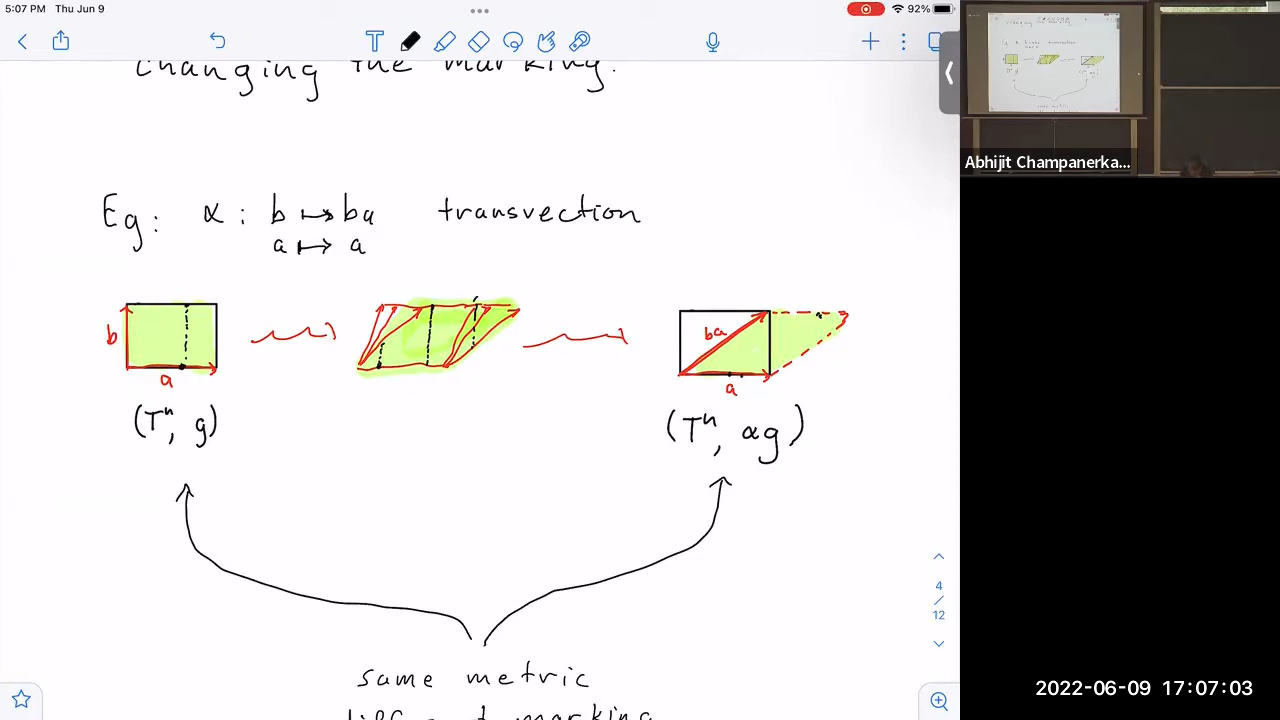 5:07 PM Thu Jun 9
92%
changing the marking.
Eg: α: b ↦ ba transvection
a ↦ a
b
a
ba
a
(Tⁿ, g)
(Tⁿ, αg)
same metric
marking
4
/
12
Abhijit Champanerka...
2022-06-09 17:07:03